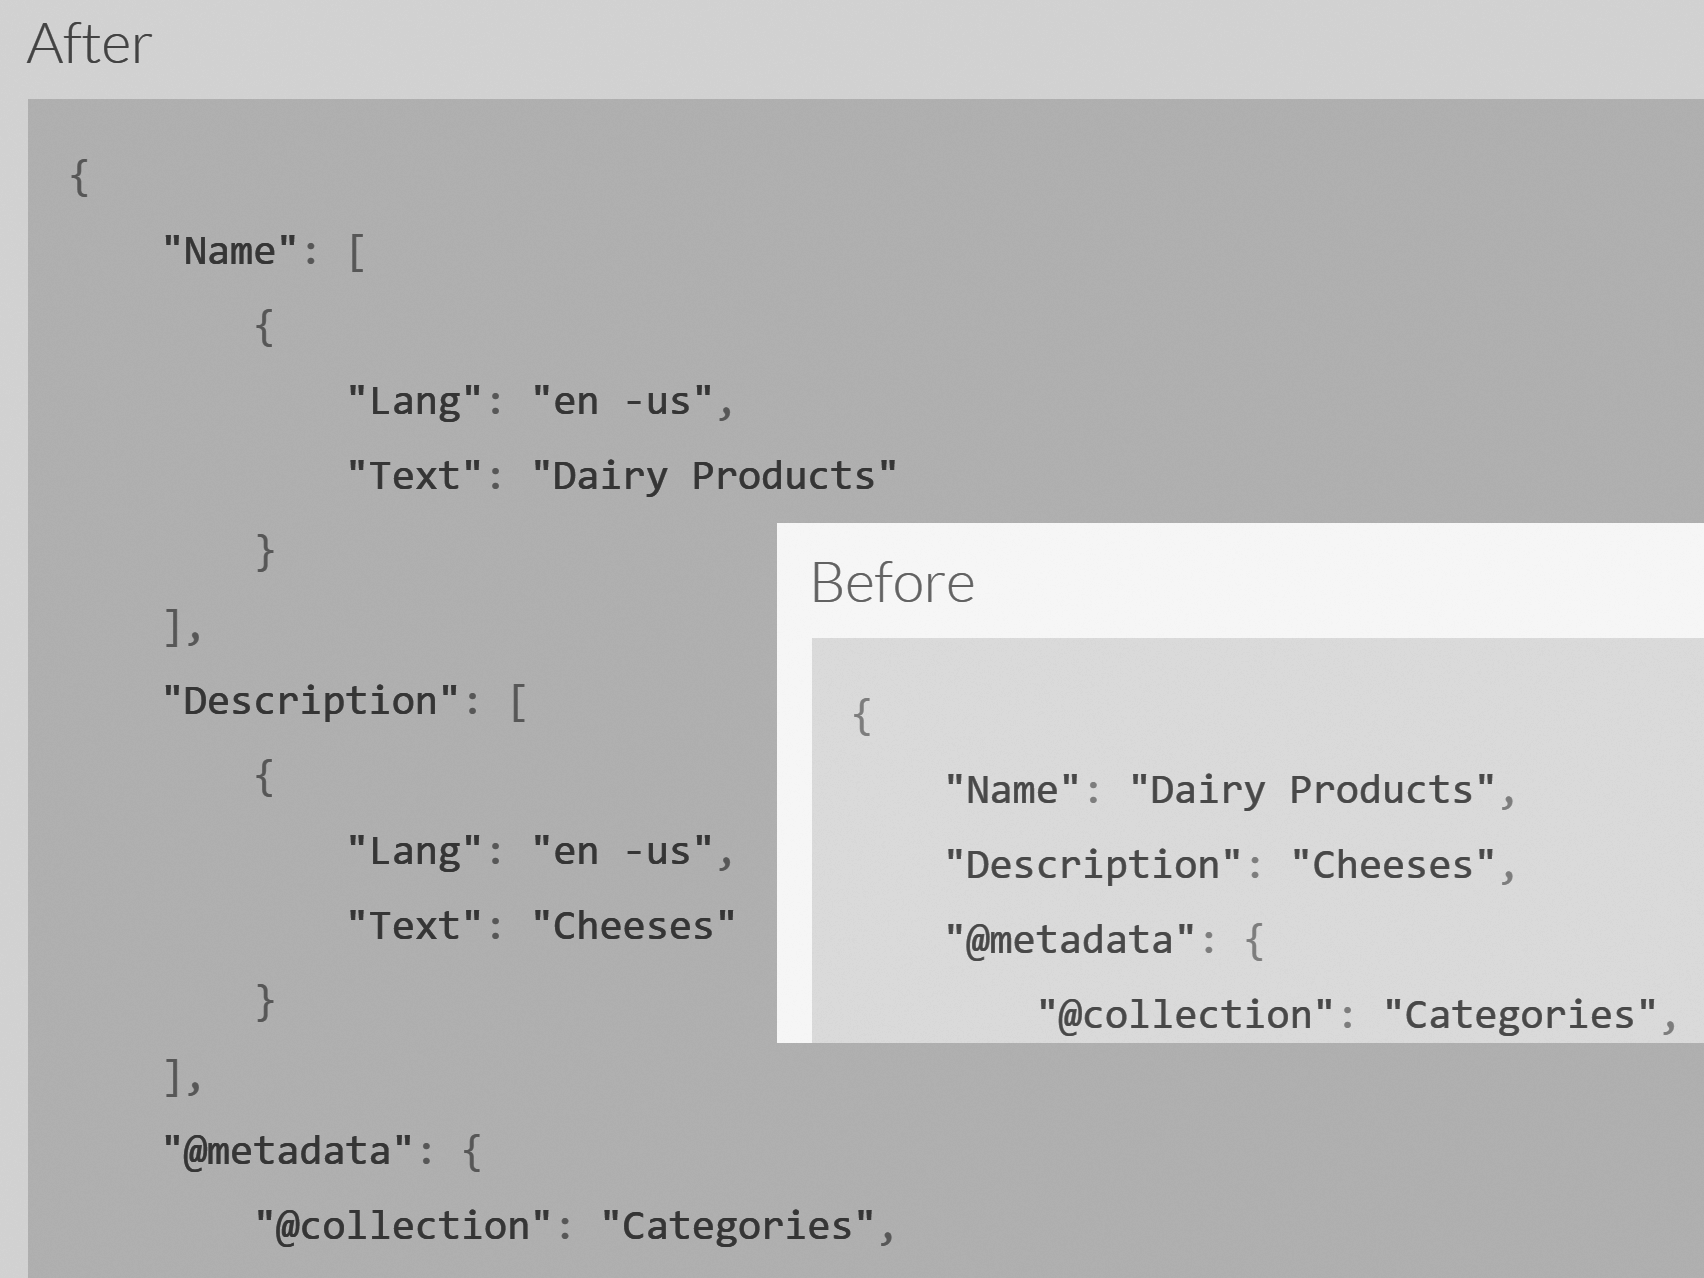 After
{
"Name": [
{
"Lang": "en -us",
"Text": "Dairy Products"
}
],
"Description": [
{
"Lang": "en -us",
"Text": "Cheeses"
}
],
"@metadata": {
"@collection": "Categories",
Before
{
"Name": "Dairy Products",
"Description": "Cheeses",
"@metadata": {
"@collection": "Categories",